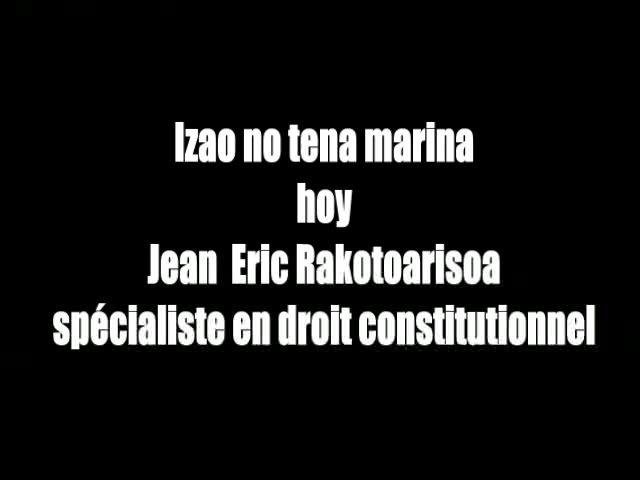 Izao no tena marina
hoy
Jean Eric Rakotoarisoa
spécialiste en droit constitutionnel